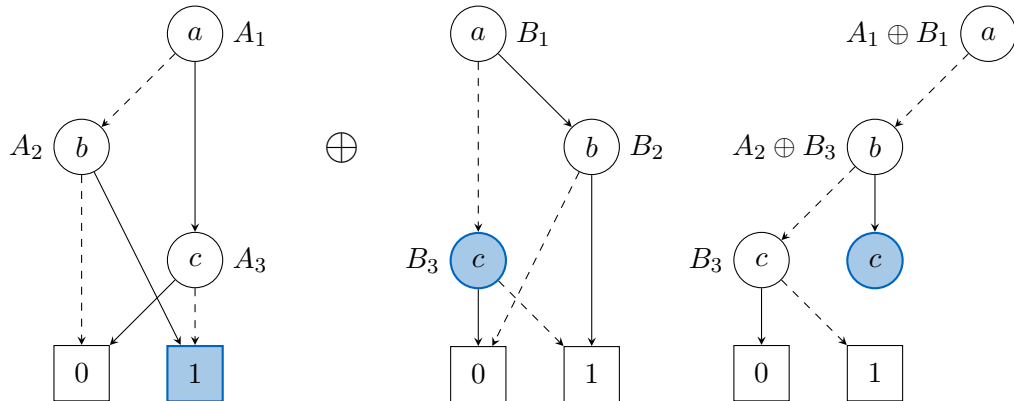 a A₁ a B₁ A₁ ⊕ B₁ a
A₂ b ⊕ b B₂ A₂ ⊕ B₃ b
c A₃ B₃ c B₃ c c
0 1 0 1 0 1